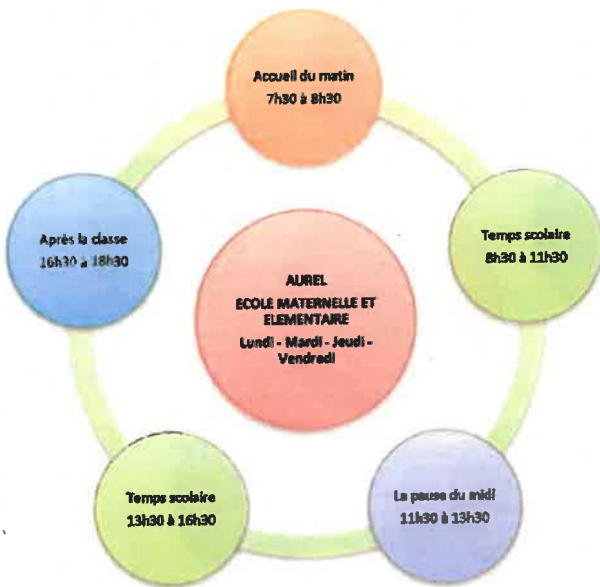 Accueil du matin
7h30 à 8h30
Temps scolaire
8h30 à 11h30
La pause du midi
11h30 à 13h30
Temps scolaire
13h30 à 16h30
Après la classe
16h30 à 18h30
AUREL
ECOLE MATERNELLE ET
ELEMENTAIRE
Lundi - Mardi - Jeudi -
Vendredi